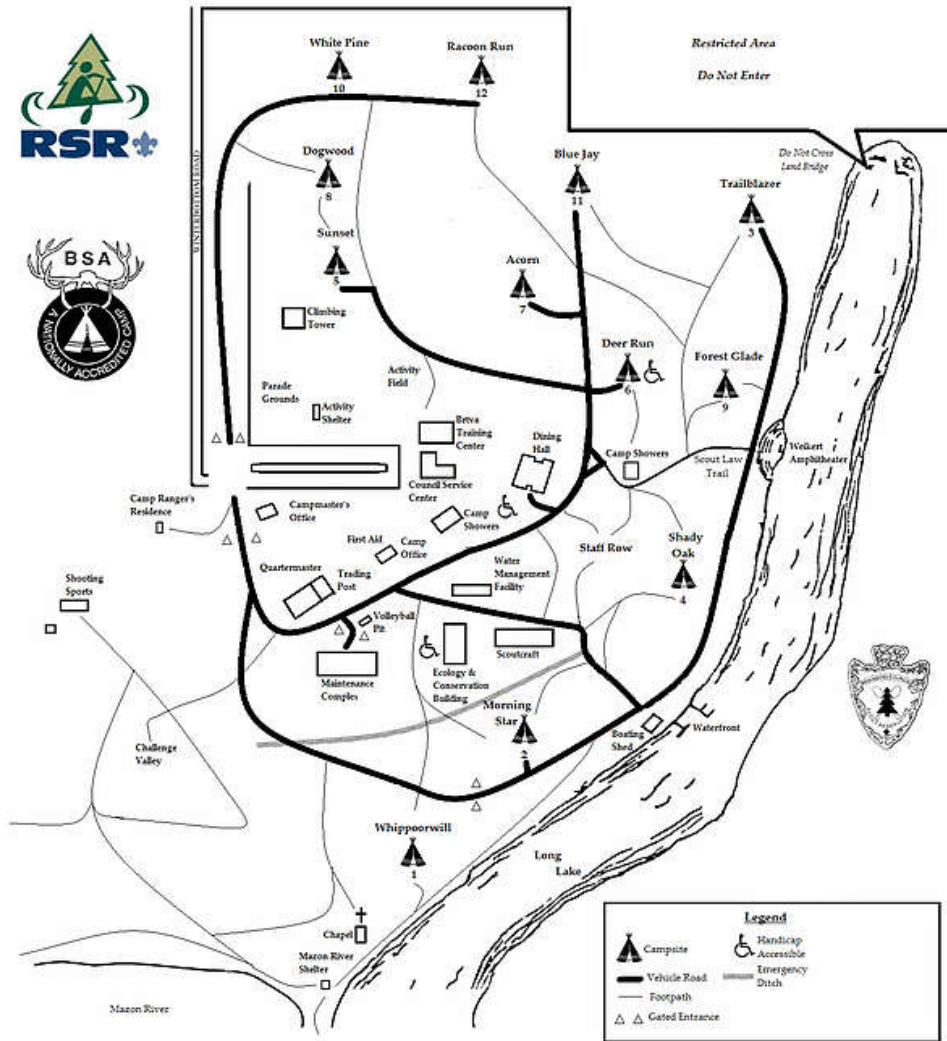 White Pine
10
Racoon Run
12
Restricted Area
Do Not Enter
RSR
Dogwood
8
Blue Jay
11
Do Not Cross
Land Bridge
Trailblazer
3
BSA
A NATIONALLY ACCREDITED CAMP
Sunset
5
Acorn
7
Climbing
Tower
Deer Run
6
Forest Glade
9
Activity
Field
Parade
Grounds
Activity
Shelter
Betva
Training
Center
Dining
Hall
Camp Showers
Scout Law
Trail
Weikert
Amphitheater
Council Service
Center
Camp Ranger's
Residence
Campmaster's
Office
Camp
Showers
First Aid
Camp
Office
Staff Row
Shady
Oak
4
Shooting
Sports
Quartermaster
Trading
Post
Water
Management
Facility
Volleyball
Pit
Maintenance
Comples
Ecology &
Conservation
Building
Scoutcraft
Morning
Star
2
Boating
Shed
Waterfront
Challenge
Valley
Whippoorwill
1
Long
Lake
Chapel
Mazon River
Shelter
Mazon River
Legend
Campsite
Handicap
Accessible
Vehicle Road
Emergency
Ditch
Footpath
Gated Entrance